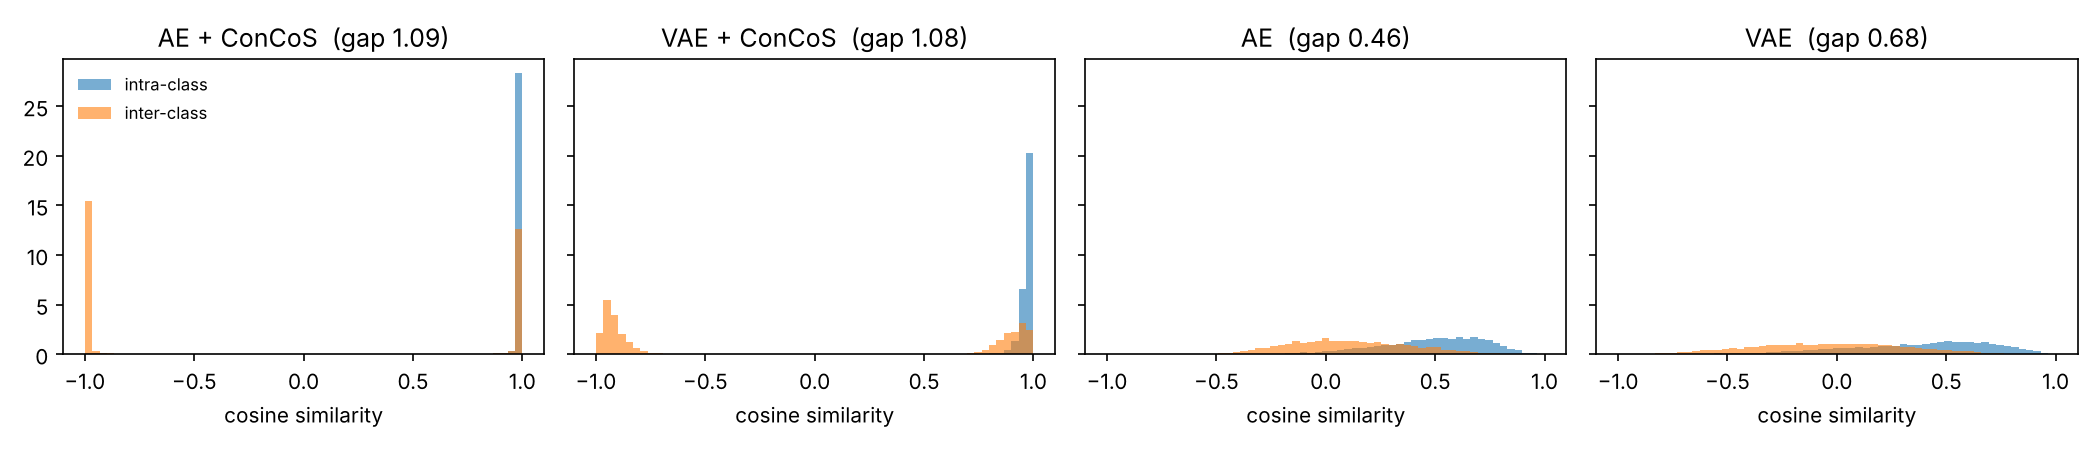 AE + ConCoS (gap 1.09)
VAE + ConCoS (gap 1.08)
AE (gap 0.46)
VAE (gap 0.68)
intra-class
inter-class
25
20
15
10
5
0
−1.0 −0.5 0.0 0.5 1.0
−1.0 −0.5 0.0 0.5 1.0
−1.0 −0.5 0.0 0.5 1.0
−1.0 −0.5 0.0 0.5 1.0
cosine similarity
cosine similarity
cosine similarity
cosine similarity